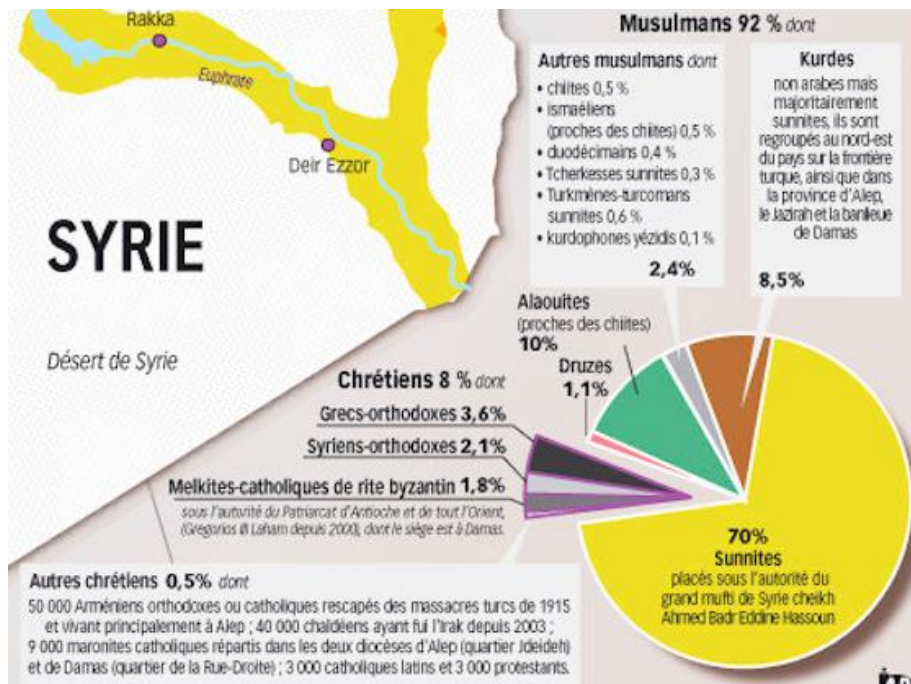 Rakka
Euphrate
Deir Ezzor
SYRIE
Désert de Syrie
Musulmans 92 % dont
Autres musulmans dont
• chiites 0,5 %
• ismaéliens
(proches des chiites) 0,5 %
• duodécimains 0,4 %
• Tcherkesses sunnites 0,3 %
• Turkmènes-turcomans
sunnites 0,6 %
• kurdophones yézidis 0,1 %
2,4%
Kurdes
non arabes mais
majoritairement
sunnites, ils sont
regroupés au nord-est
du pays sur la frontière
turque, ainsi que dans
la province d'Alep,
le Jazirah et la banlieue
de Damas
8,5%
Alaouites
(proches des chiites)
10%
Druzes
1,1%
Chrétiens 8 % dont
Grecs-orthodoxes 3,6%
Syriens-orthodoxes 2,1%
Melkites-catholiques de rite byzantin 1,8%
sous l'autorité du Patriarcat d'Antioche et de tout l'Orient,
(Gregorios III Laham depuis 2000), dont le siège est à Damas.
70%
Sunnites
placés sous l'autorité du
grand mufti de Syrie cheikh
Ahmed Badr Eddine Hassoun
Autres chrétiens 0,5% dont
50 000 Arméniens orthodoxes ou catholiques rescapés des massacres turcs de 1915
et vivant principalement à Alep ; 40 000 chaldéens ayant fui l'Irak depuis 2003 ;
9 000 maronites catholiques répartis dans les deux diocèses d'Alep (quartier Jdeideh)
et de Damas (quartier de la Rue-Droite) ; 3 000 catholiques latins et 3 000 protestants.